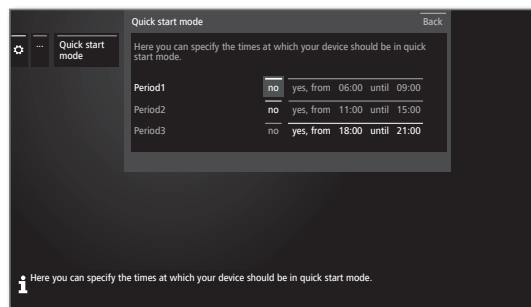 Quick start mode Back
... Quick start
mode
Here you can specify the times at which your device should be in quick
start mode.
Period1 no yes, from 06:00 until 09:00
Period2 no yes, from 11:00 until 15:00
Period3 no yes, from 18:00 until 21:00
i Here you can specify the times at which your device should be in quick start mode.